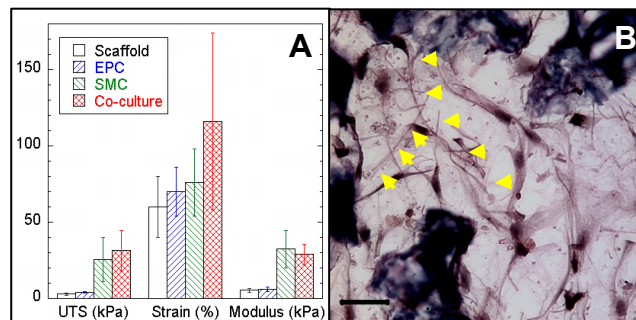 A
Scaffold
EPC
SMC
Co-culture
150
100
50
0
UTS (kPa)
Strain (%)
Modulus (kPa)
B